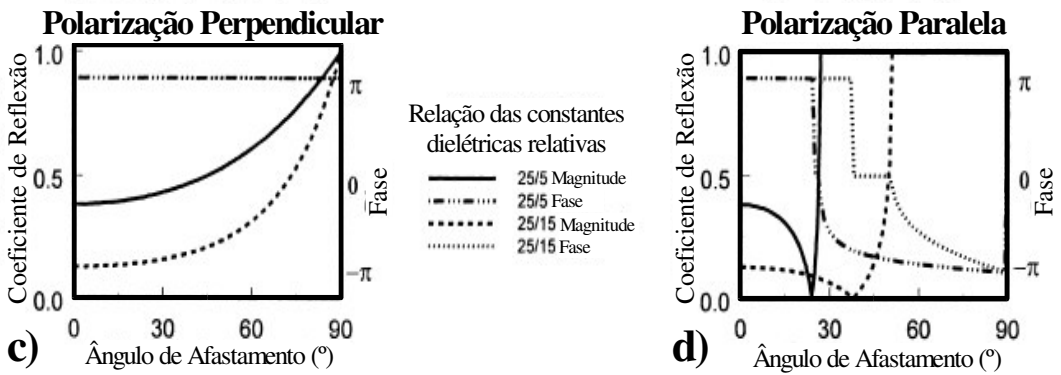 Polarização Perpendicular
Coeficiente de Reflexão
1.0
0.5
0.0
π
0
−π
Fase
0
30
60
90
Ângulo de Afastamento (º)
c)
Relação das constantes
dielétricas relativas
25/5 Magnitude
25/5 Fase
25/15 Magnitude
25/15 Fase
Polarização Paralela
Coeficiente de Reflexão
1.0
0.5
0.0
π
0
−π
Fase
0
30
60
90
Ângulo de Afastamento (º)
d)